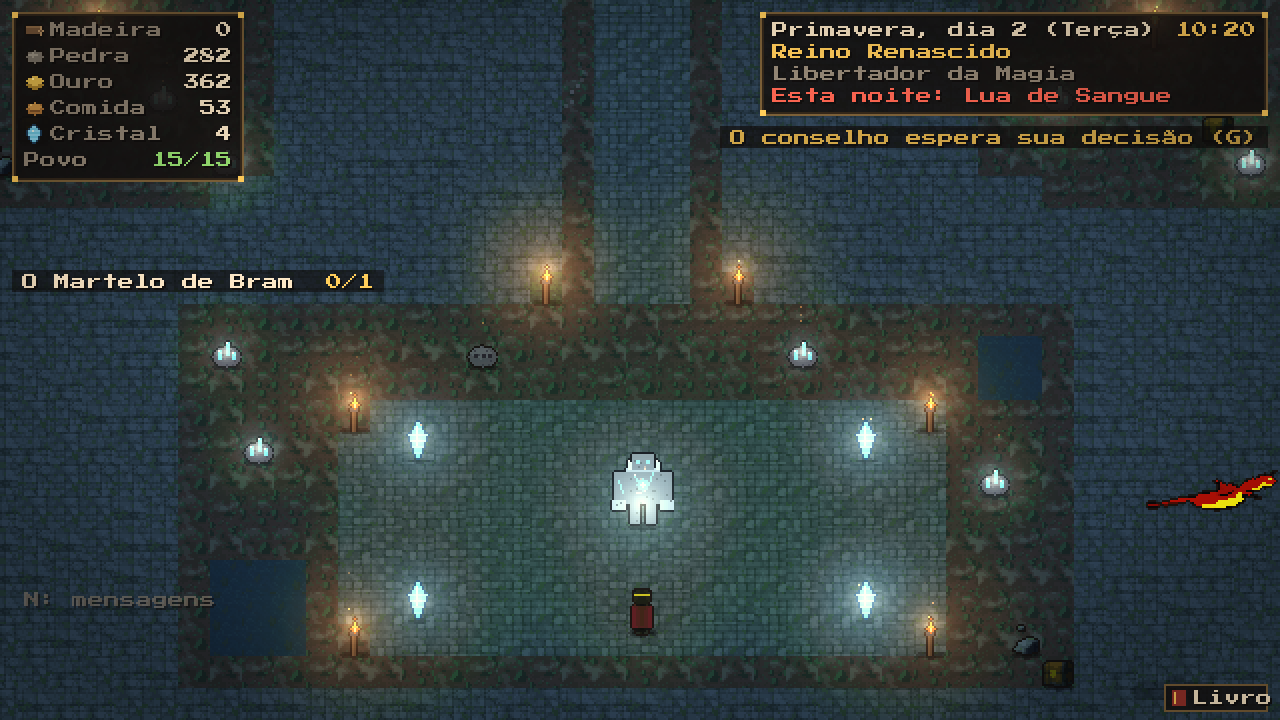 Madeira 0
Pedra 282
Ouro 362
Comida 53
Cristal 4
Povo 15/15
Primavera, dia 2 (Terça) 10:20
Reino Renascido
Libertador da Magia
Esta noite: Lua de Sangue
O conselho espera sua decisão (G)
O Martelo de Bram 0/1
N: mensagens
Livro